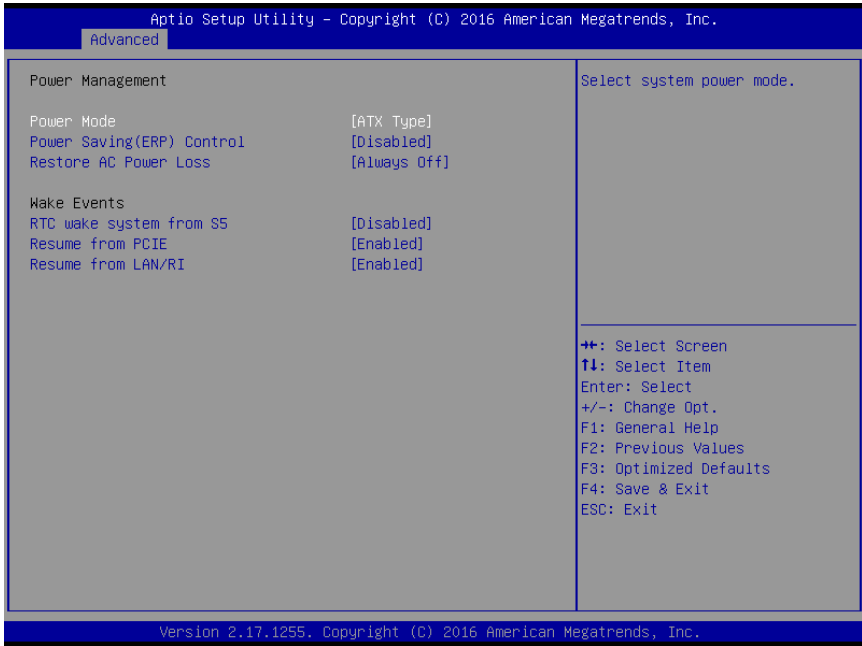 Aptio Setup Utility – Copyright (C) 2016 American Megatrends, Inc.
Advanced
Power Management
Select system power mode.
Power Mode [ATX Type]
Power Saving(ERP) Control [Disabled]
Restore AC Power Loss [Always Off]
Wake Events
RTC wake system from S5 [Disabled]
Resume from PCIE [Enabled]
Resume from LAN/RI [Enabled]
→←: Select Screen
↑↓: Select Item
Enter: Select
+/-: Change Opt.
F1: General Help
F2: Previous Values
F3: Optimized Defaults
F4: Save & Exit
ESC: Exit
Version 2.17.1255. Copyright (C) 2016 American Megatrends, Inc.